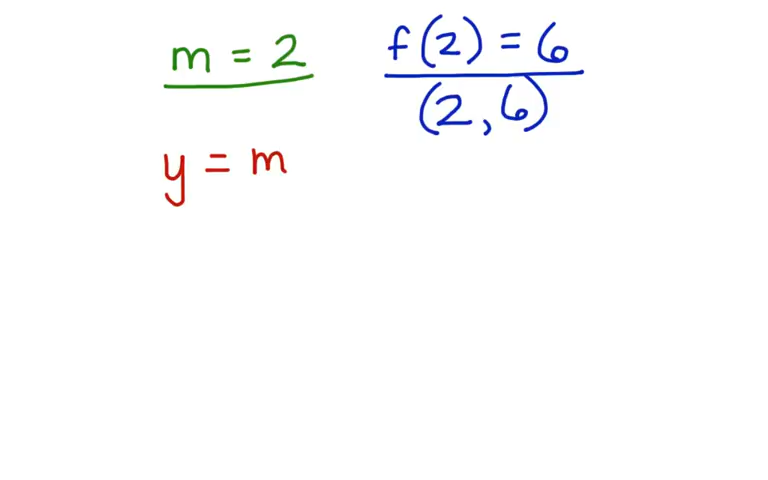 m = 2
f(2) = 6
(2, 6)
y = m